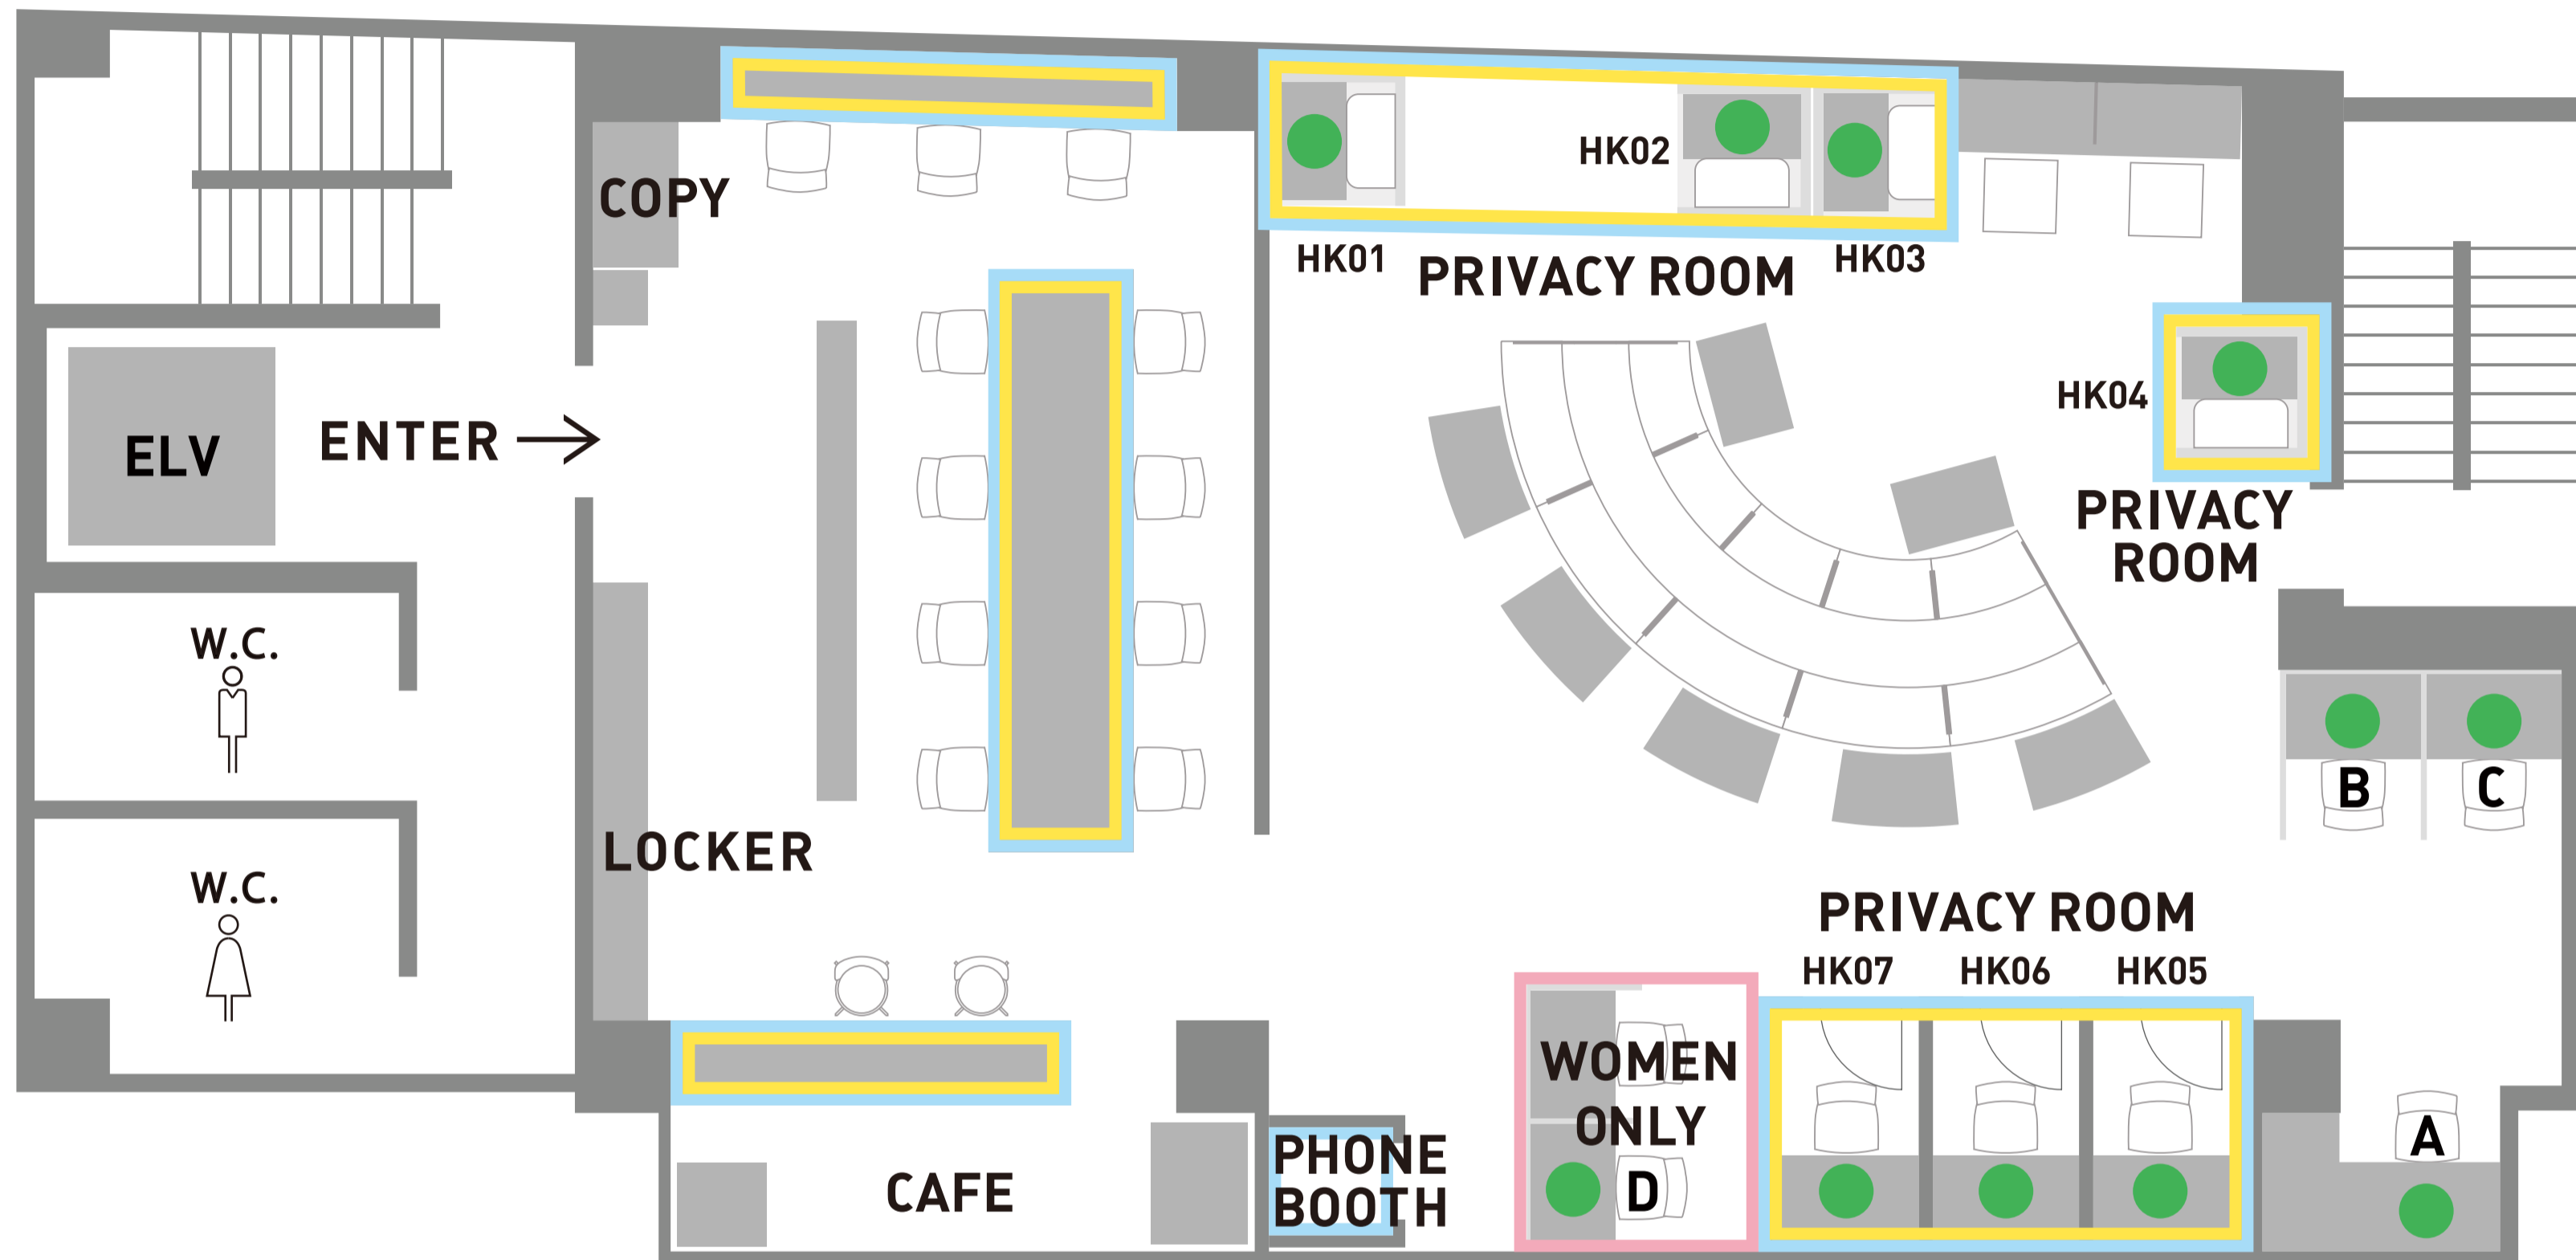 COPY
HK02
HK01
PRIVACY ROOM
HK03
HK04
ELV
ENTER
PRIVACY
ROOM
W.C.
B
C
LOCKER
W.C.
PRIVACY ROOM
HK07
HK06
HK05
WOMEN
ONLY
D
A
PHONE
BOOTH
CAFE